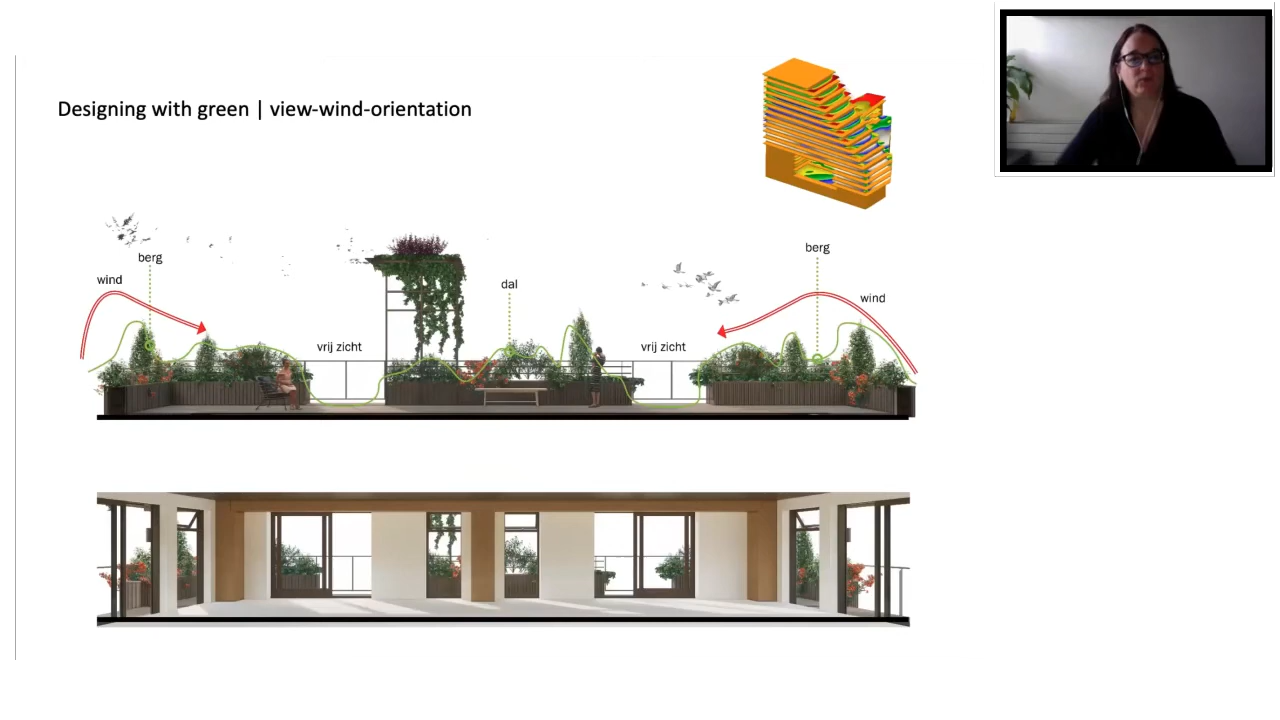 Designing with green | view-wind-orientation
berg
wind
vrij zicht
dal
vrij zicht
berg
wind